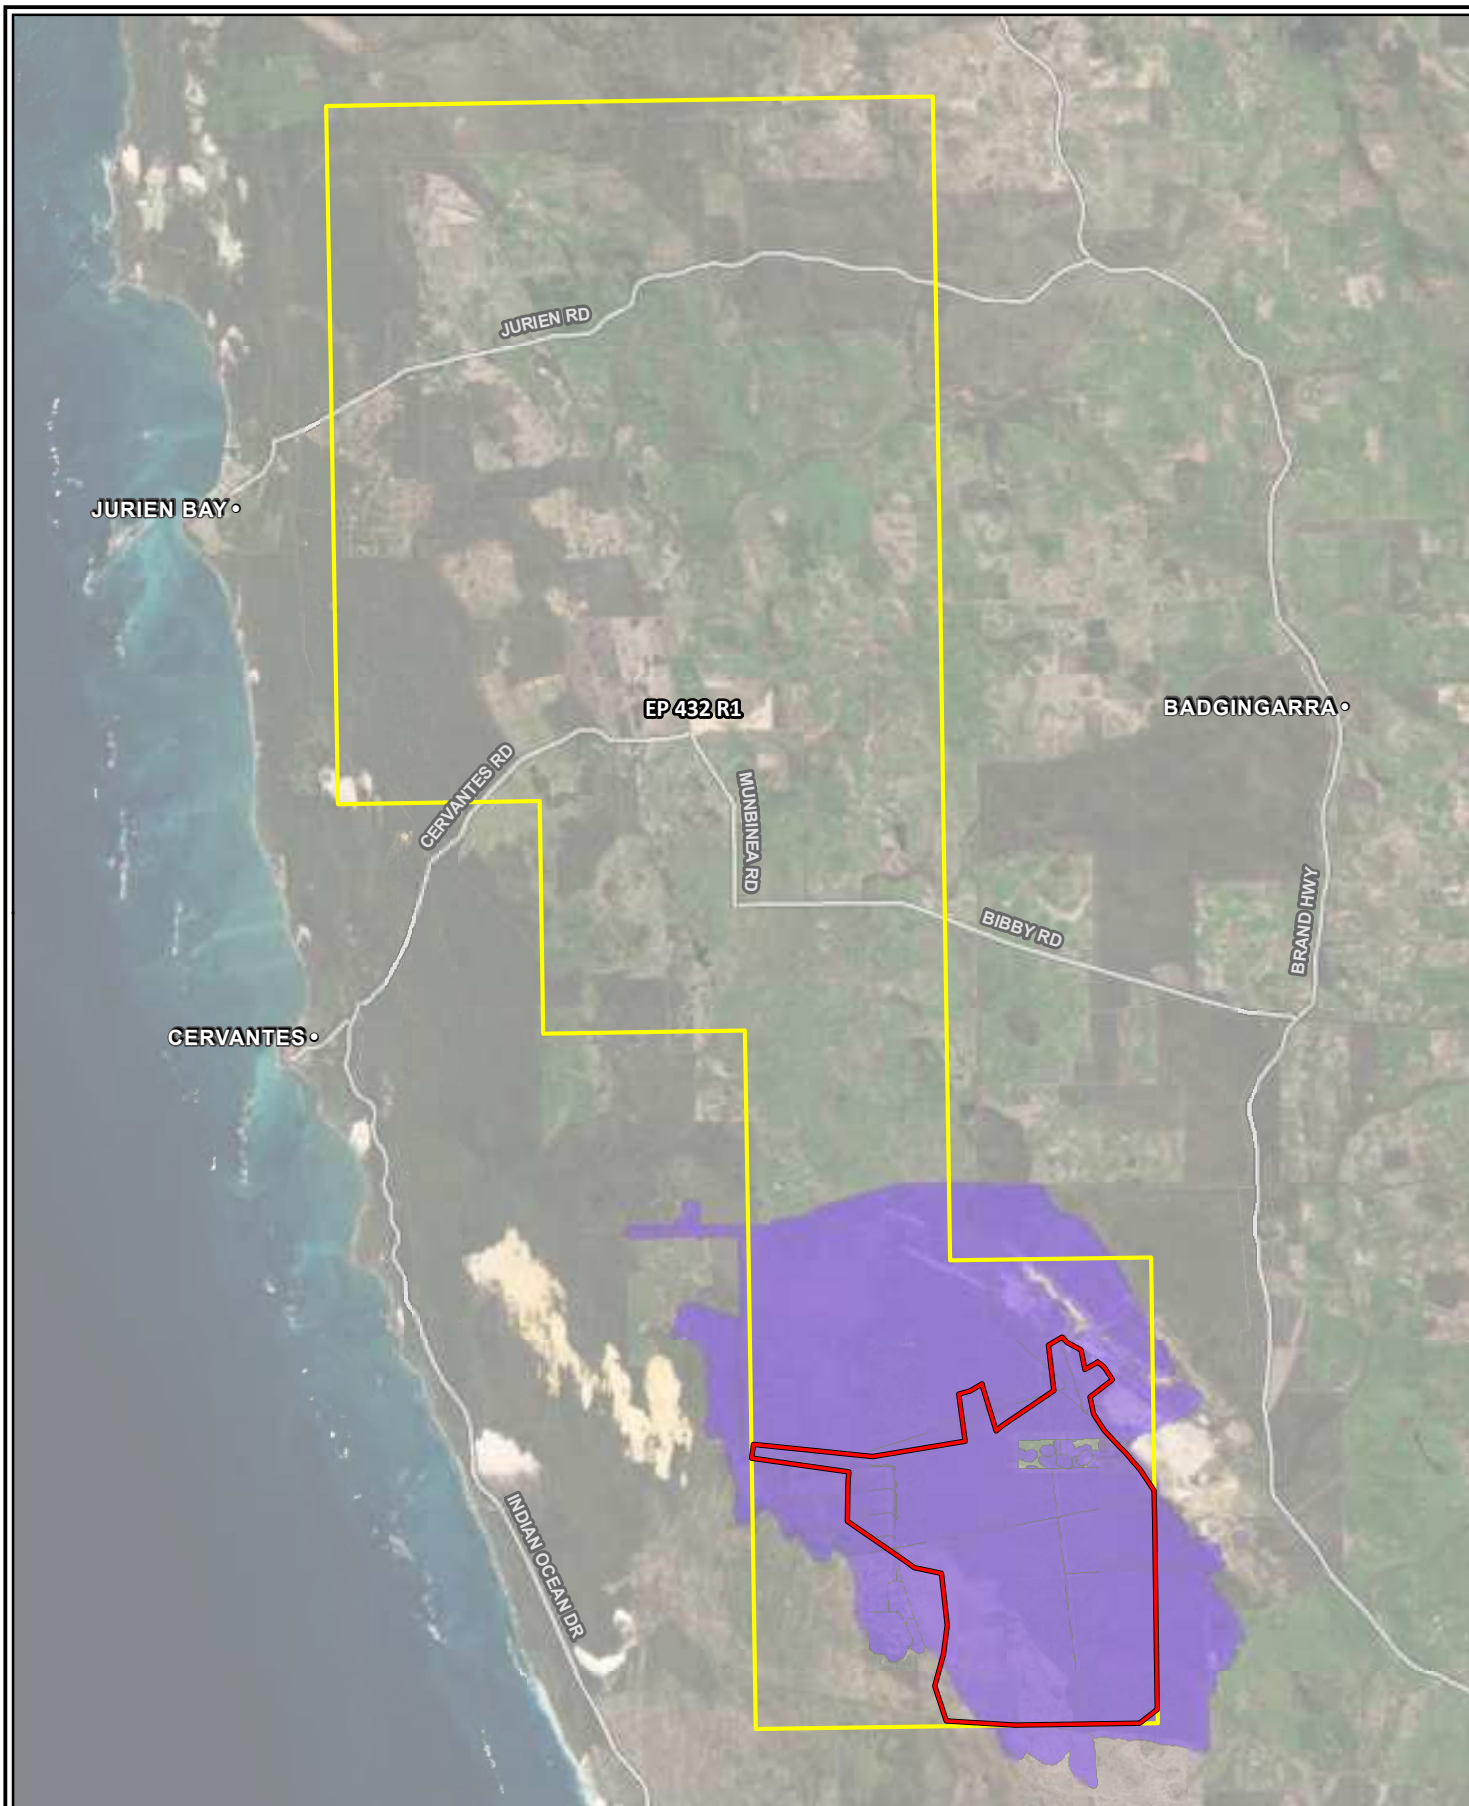 JURIEN RD
JURIEN BAY
EP 432 R1
BADGINGARRA
CERVANTES RD
MUNBINEA RD
BIBBY RD
BRAND HWY
CERVANTES
INDIAN OCEAN DR